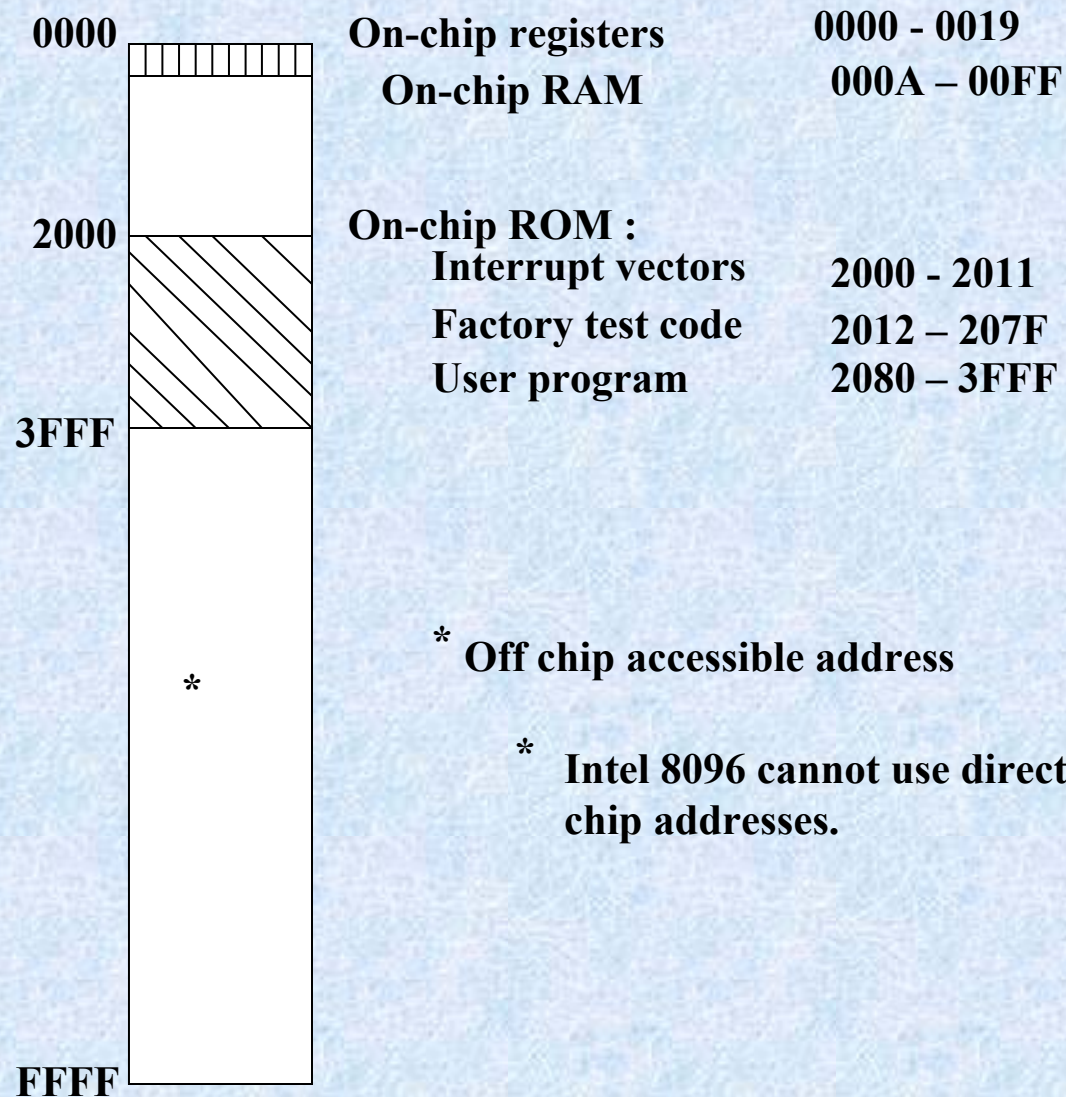 0000 On-chip registers 0000 - 0019
On-chip RAM 000A – 00FF
2000 On-chip ROM :
Interrupt vectors 2000 - 2011
Factory test code 2012 – 207F
User program 2080 – 3FFF
3FFF
* Off chip accessible address
*
* Intel 8096 cannot use direct
chip addresses.
FFFF